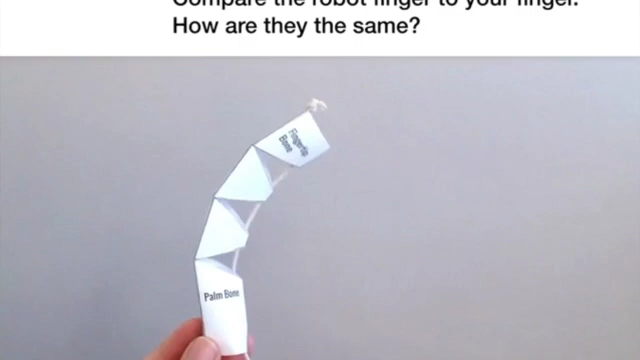 Compare the robot finger to your finger.
How are they the same?
Fingertip
Bone
Palm Bone